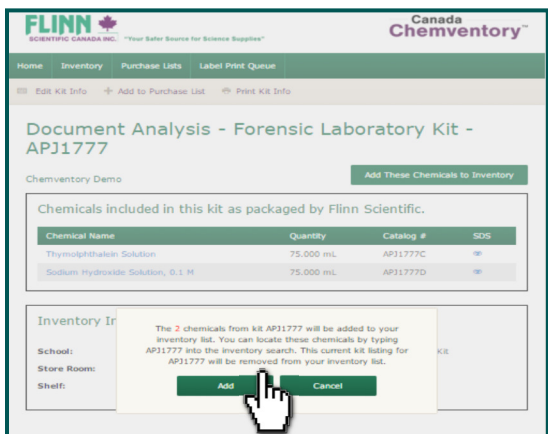 FLINN
SCIENTIFIC CANADA INC.
"Your Safer Source for Science Supplies"
Canada
Chemventory™
Home Inventory Purchase Lists Label Print Queue
Edit Kit Info + Add to Purchase List Print Kit Info
Document Analysis - Forensic Laboratory Kit -
APJ1777
Chemventory Demo
Add These Chemicals to Inventory
Chemicals included in this kit as packaged by Flinn Scientific.
Chemical Name Quantity Catalog # SDS
Thymolphthalein Solution 75.000 mL APJ1777C
Sodium Hydroxide Solution, 0.1 M 75.000 mL APJ1777D
Inventory Ir
The 2 chemicals from kit APJ1777 will be added to your
inventory list. You can locate these chemicals by typing
APJ1777 into the inventory search. This current kit listing for
APJ1777 will be removed from your inventory list.
School:
Kit
Store Room:
Shelf:
Add Cancel